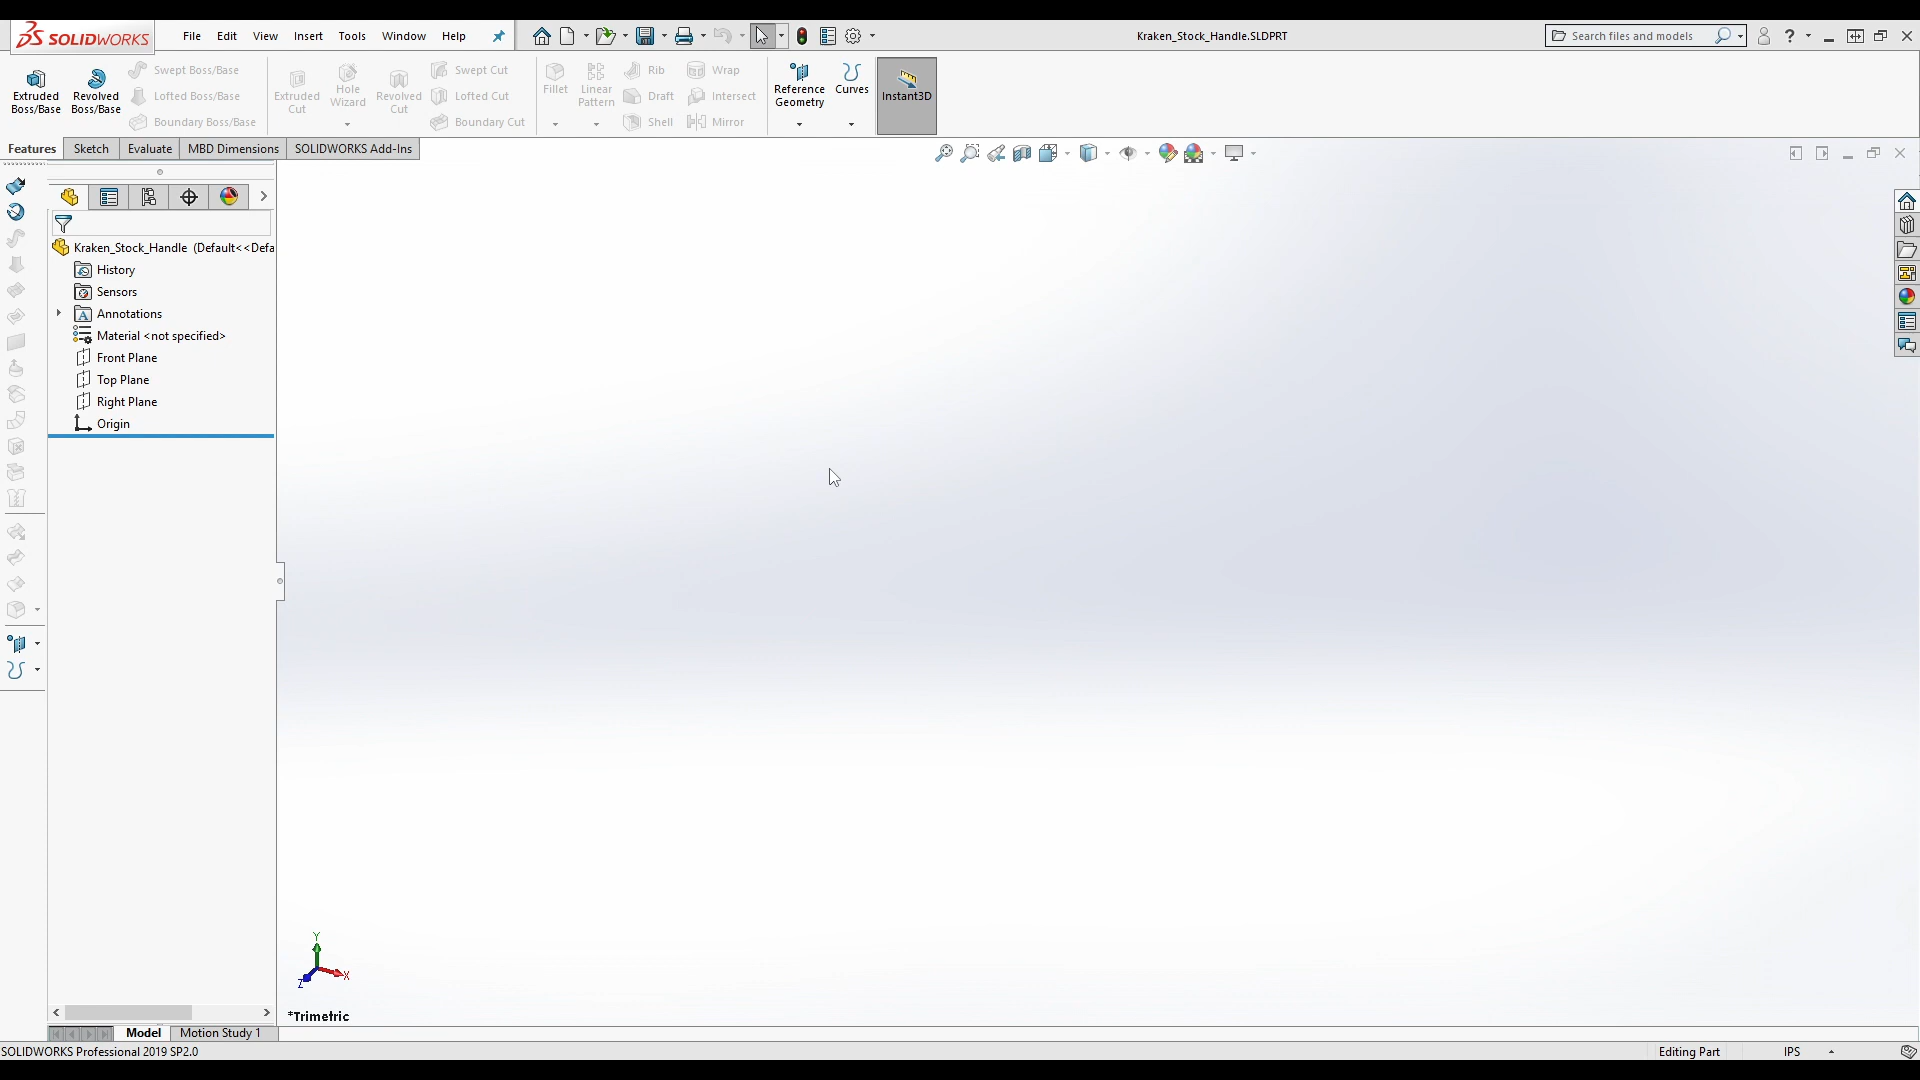 SOLIDWORKS
File Edit View Insert Tools Window Help
Kraken_Stock_Handle.SLDPRT
Search files and models
?
Extruded Boss/Base
Revolved Boss/Base
Swept Boss/Base
Lofted Boss/Base
Boundary Boss/Base
Extruded Cut
Hole Wizard
Revolved Cut
Swept Cut
Lofted Cut
Boundary Cut
Fillet
Linear Pattern
Rib
Draft
Shell
Wrap
Intersect
Mirror
Reference Geometry
Curves
Instant3D
Features Sketch Evaluate MBD Dimensions SOLIDWORKS Add-Ins
Kraken_Stock_Handle (Default<<Defa
History
Sensors
A Annotations
Material <not specified>
Front Plane
Top Plane
Right Plane
Origin
Y
X
Z
*Trimetric
Model Motion Study 1
SOLIDWORKS Professional 2019 SP2.0
Editing Part
IPS